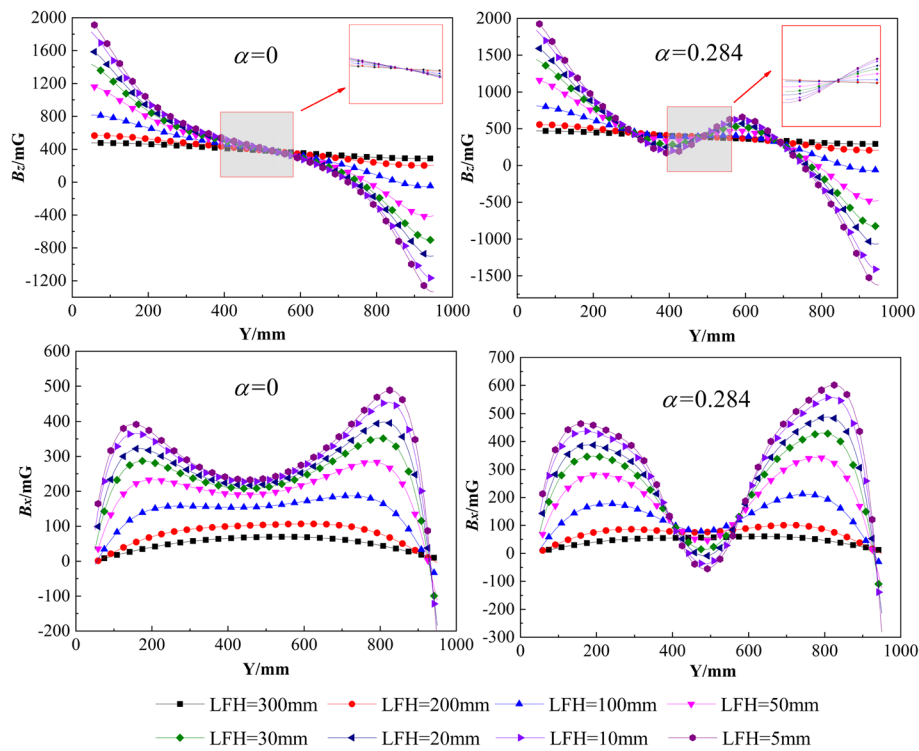 2000
1600
1200
800
400
0
-400
-800
-1200
Bz/mG
α=0
0 200 400 600 800 1000
Y/mm
2000
1500
1000
500
0
-500
-1000
-1500
Bz/mG
α=0.284
0 200 400 600 800 1000
Y/mm
600
500
400
300
200
100
0
-100
-200
Bx/mG
α=0
0 200 400 600 800 1000
Y/mm
700
600
500
400
300
200
100
0
-100
-200
-300
Bx/mG
α=0.284
0 200 400 600 800 1000
Y/mm
LFH=300mm LFH=200mm LFH=100mm LFH=50mm
LFH=30mm LFH=20mm LFH=10mm LFH=5mm